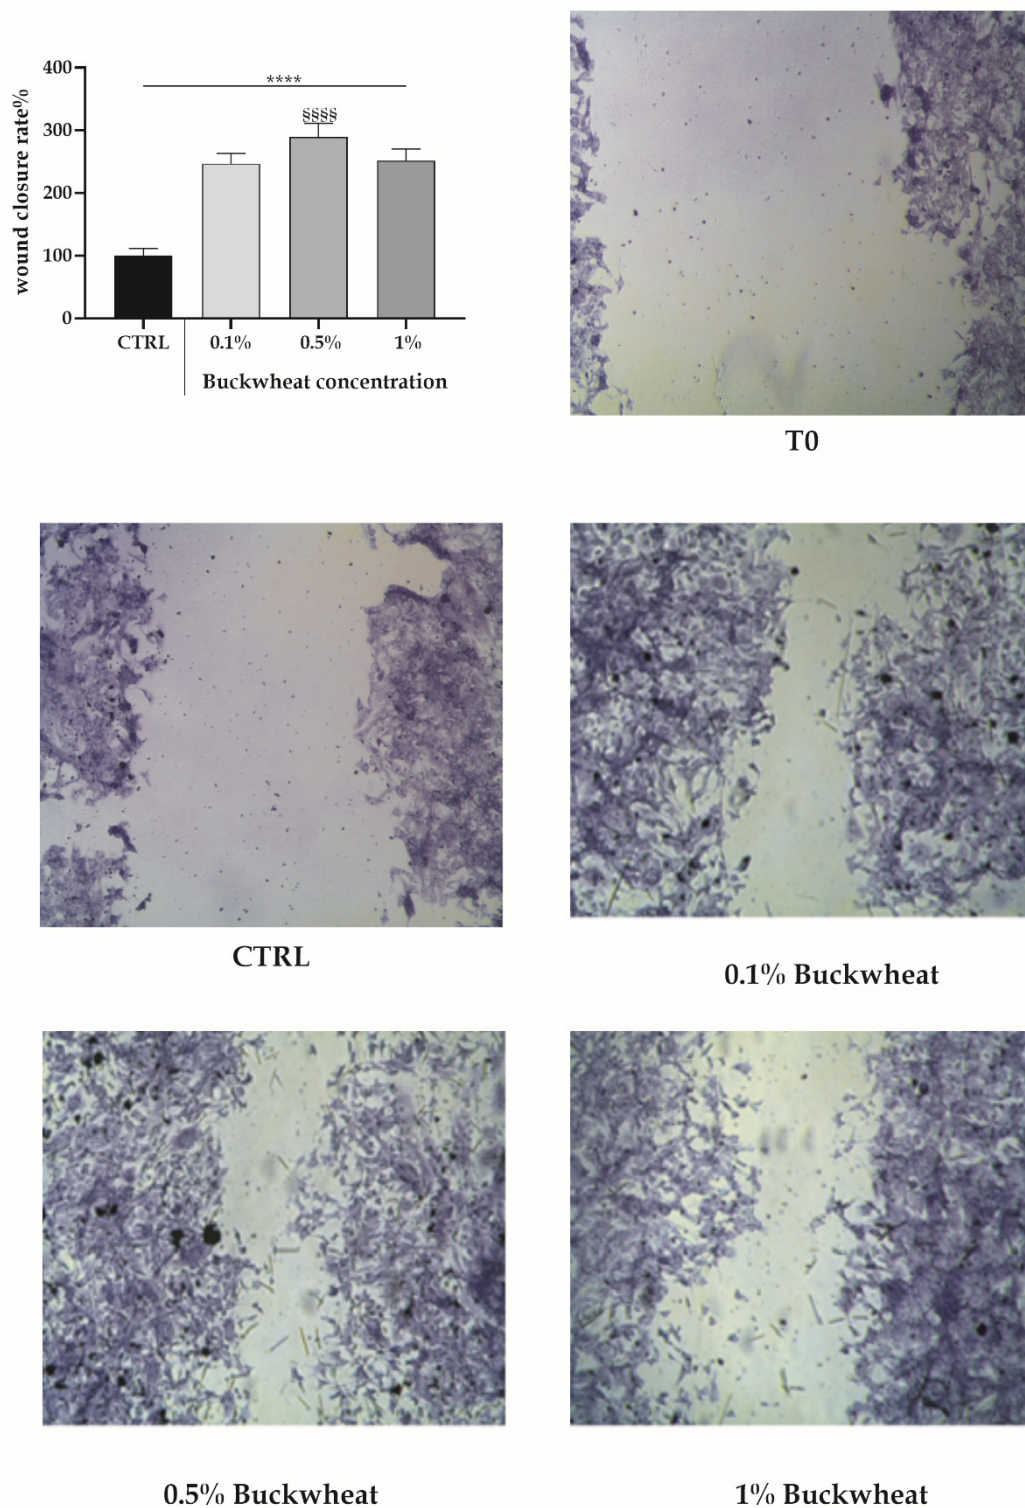 400
300
200
100
0
wound closure rate%
****
§§§§
CTRL 0.1% 0.5% 1%
Buckwheat concentration
T0
CTRL
0.1% Buckwheat
0.5% Buckwheat
1% Buckwheat